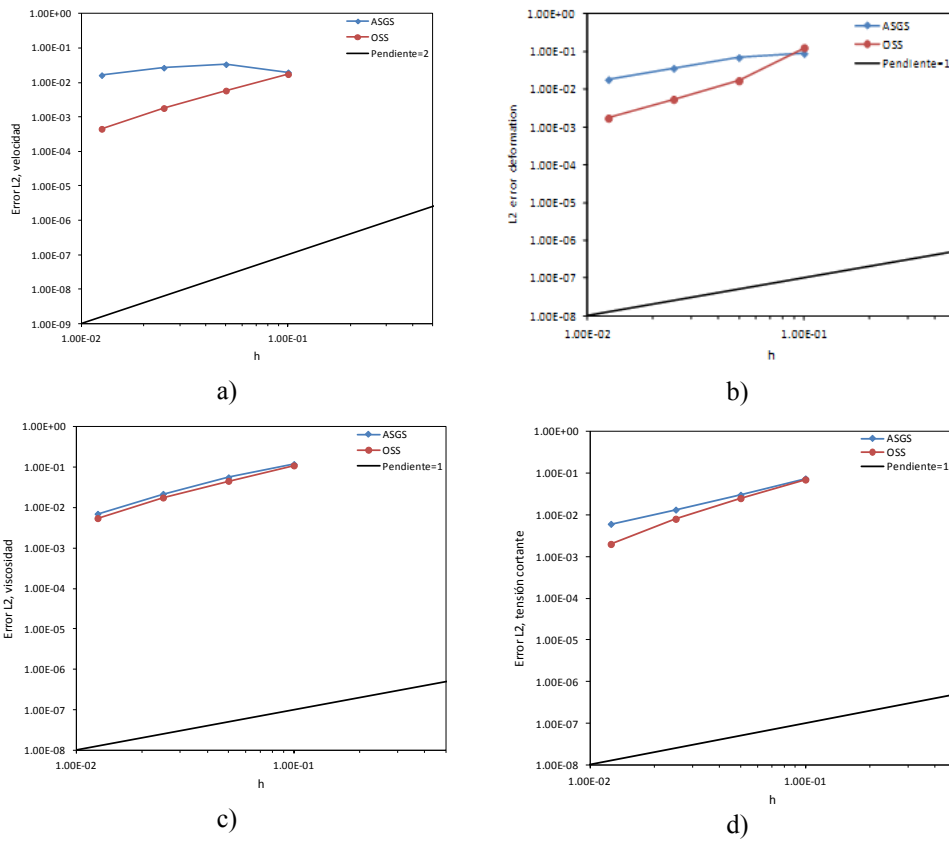 1.00E+00
1.00E-01
1.00E-02
1.00E-03
1.00E-04
1.00E-05
1.00E-06
1.00E-07
1.00E-08
1.00E-09
Error L2, velocidad
ASGS
OSS
Pendiente=2
1.00E-02
1.00E-01
h
a)
1.00E+00
1.00E-01
1.00E-02
1.00E-03
1.00E-04
1.00E-05
1.00E-06
1.00E-07
1.00E-08
L2 error deformation
ASGS
OSS
Pendiente=1
1.00E-02
1.00E-01
h
b)
1.00E+00
1.00E-01
1.00E-02
1.00E-03
1.00E-04
1.00E-05
1.00E-06
1.00E-07
1.00E-08
Error L2, viscosidad
ASGS
OSS
Pendiente=1
1.00E-02
1.00E-01
h
c)
1.00E+00
1.00E-01
1.00E-02
1.00E-03
1.00E-04
1.00E-05
1.00E-06
1.00E-07
1.00E-08
Error L2, tensión cortante
ASGS
OSS
Pendiente=1
1.00E-02
1.00E-01
h
d)